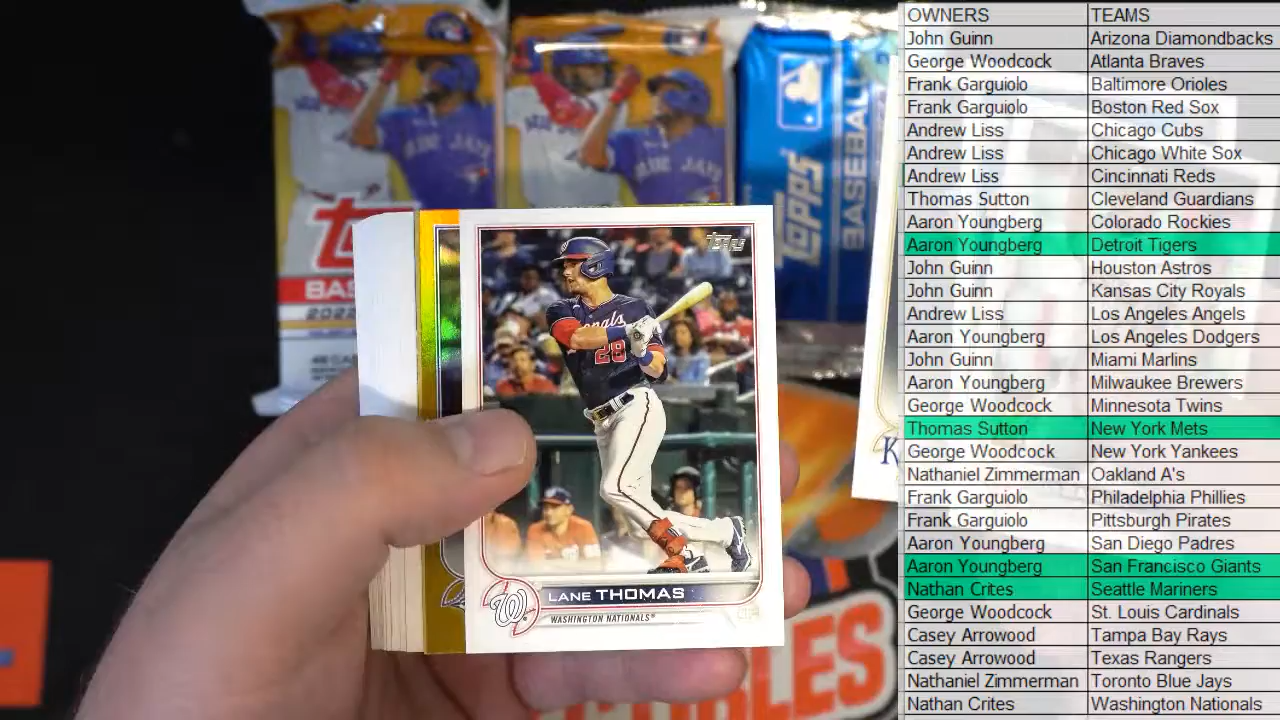 OWNERS TEAMS
John Guinn Arizona Diamondbacks
George Woodcock Atlanta Braves
Frank Garguiolo Baltimore Orioles
Frank Garguiolo Boston Red Sox
Andrew Liss Chicago Cubs
Andrew Liss Chicago White Sox
Andrew Liss Cincinnati Reds
Thomas Sutton Cleveland Guardians
Aaron Youngberg Colorado Rockies
Aaron Youngberg Detroit Tigers
John Guinn Houston Astros
John Guinn Kansas City Royals
Andrew Liss Los Angeles Angels
Aaron Youngberg Los Angeles Dodgers
John Guinn Miami Marlins
Aaron Youngberg Milwaukee Brewers
George Woodcock Minnesota Twins
Thomas Sutton New York Mets
George Woodcock New York Yankees
Nathaniel Zimmerman Oakland A's
Frank Garguiolo Philadelphia Phillies
Frank Garguiolo Pittsburgh Pirates
Aaron Youngberg San Diego Padres
Aaron Youngberg San Francisco Giants
Nathan Crites Seattle Mariners
George Woodcock St. Louis Cardinals
Casey Arrowood Tampa Bay Rays
Casey Arrowood Texas Rangers
Nathaniel Zimmerman Toronto Blue Jays
Nathan Crites Washington Nationals
TOPPS
BASEBALL
topps
28
W
LANE THOMAS
WASHINGTON NATIONALS